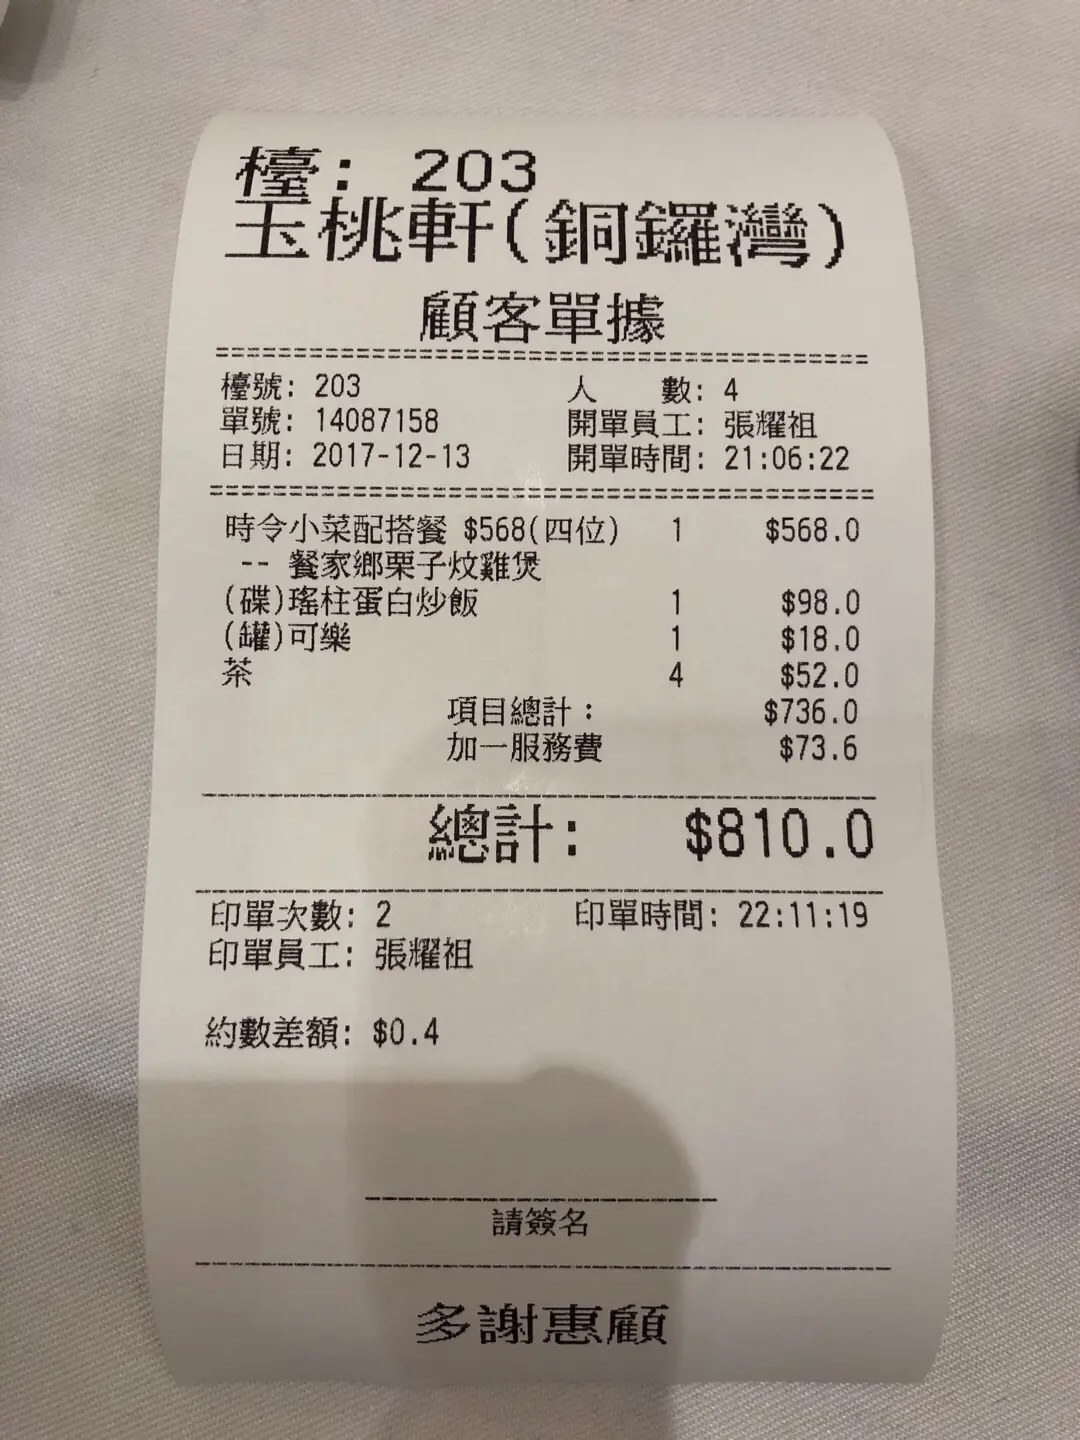 檯: 203
玉桃軒(銅鑼灣)
顧客單據
檯號: 203 人 數: 4
單號: 14087158 開單員工: 張耀祖
日期: 2017-12-13 開單時間: 21:06:22
時令小菜配搭餐 $568(四位) 1 $568.0
-- 餐家鄉栗子炆雞煲
(碟)瑤柱蛋白炒飯 1 $98.0
(罐)可樂 1 $18.0
茶 4 $52.0
項目總計: $736.0
加一服務費 $73.6
總計: $810.0
印單次數: 2 印單時間: 22:11:19
印單員工: 張耀祖
約數差額: $0.4
請簽名
多謝惠顧